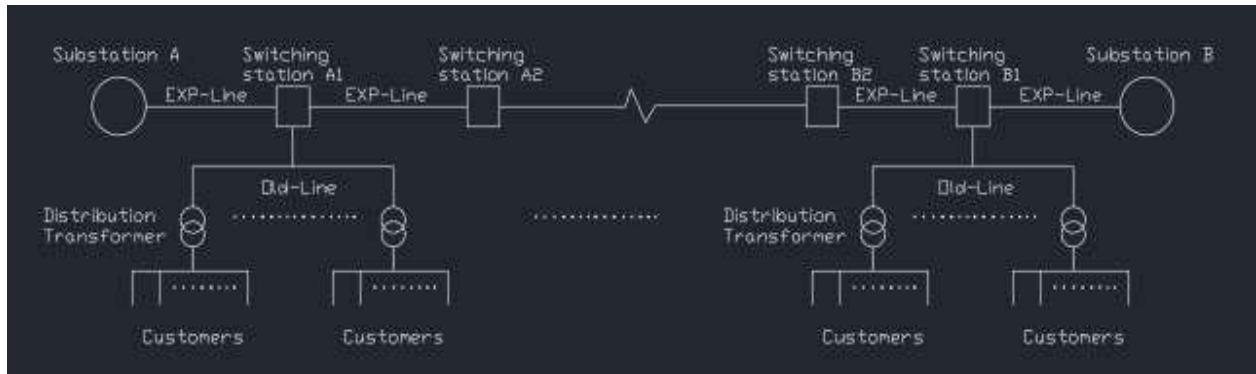 Substation A
Switching
station A1
Switching
station A2
Switching
station B2
Switching
station B1
Substation B
EXP-Line
EXP-Line
EXP-Line
EXP-Line
Old-Line
Old-Line
Distribution
Transformer
Distribution
Transformer
Customers
Customers
Customers
Customers